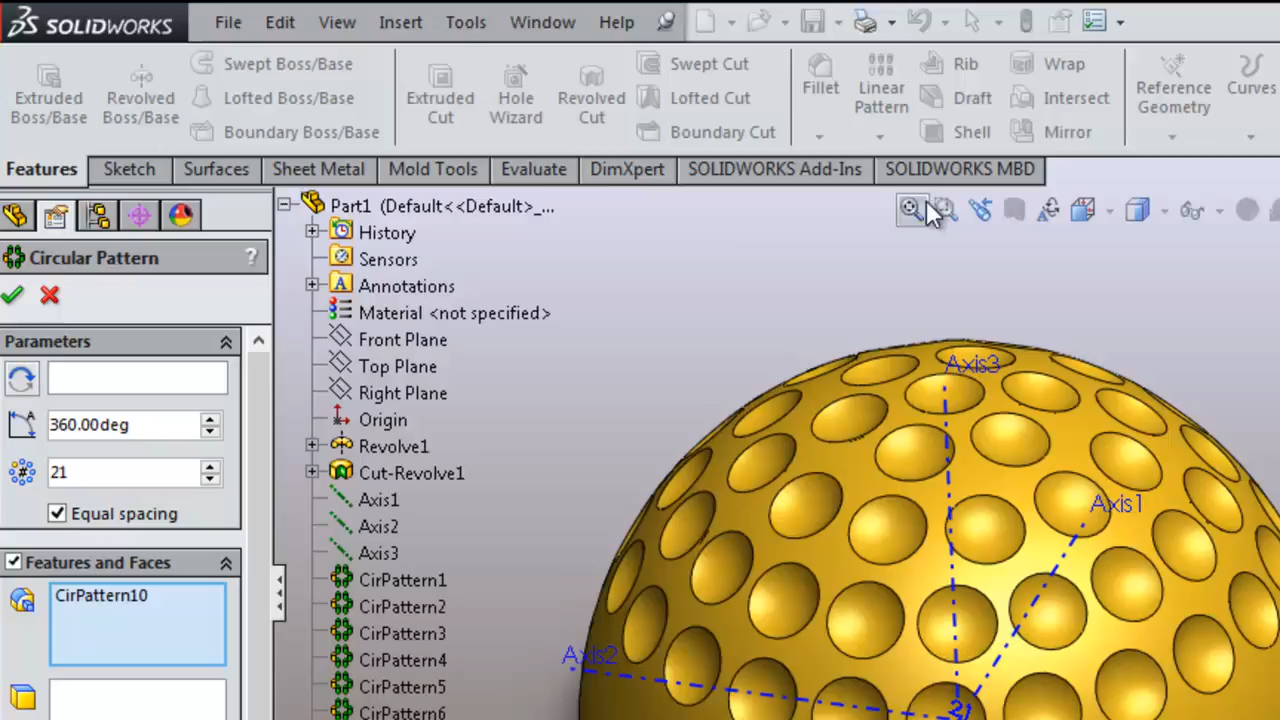 SOLIDWORKS File Edit View Insert Tools Window Help
Extruded Boss/Base
Revolved Boss/Base
Swept Boss/Base
Lofted Boss/Base
Boundary Boss/Base
Extruded Cut
Hole Wizard
Revolved Cut
Swept Cut
Lofted Cut
Boundary Cut
Fillet
Linear Pattern
Rib
Draft
Shell
Wrap
Intersect
Mirror
Reference Geometry
Curves
Features Sketch Surfaces Sheet Metal Mold Tools Evaluate DimXpert SOLIDWORKS Add-Ins SOLIDWORKS MBD
Circular Pattern ?
Parameters
360.00deg
21
Equal spacing
Features and Faces
CirPattern10
Part1 (Default<<Default>_...
History
Sensors
Annotations
Material <not specified>
Front Plane
Top Plane
Right Plane
Origin
Revolve1
Cut-Revolve1
Axis1
Axis2
Axis3
CirPattern1
CirPattern2
CirPattern3
CirPattern4
CirPattern5
CirPattern6
Axis3
Axis1
Axis2
21